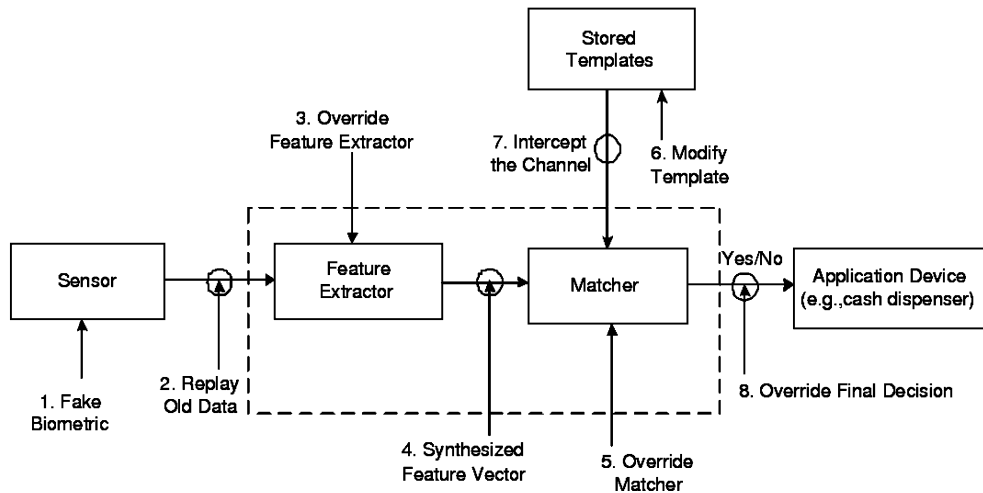 Stored
Templates
3. Override
Feature Extractor
7. Intercept
the Channel
6. Modify
Template
Sensor
Feature
Extractor
Matcher
Yes/No
Application Device
(e.g.,cash dispenser)
1. Fake
Biometric
2. Replay
Old Data
4. Synthesized
Feature Vector
5. Override
Matcher
8. Override Final Decision